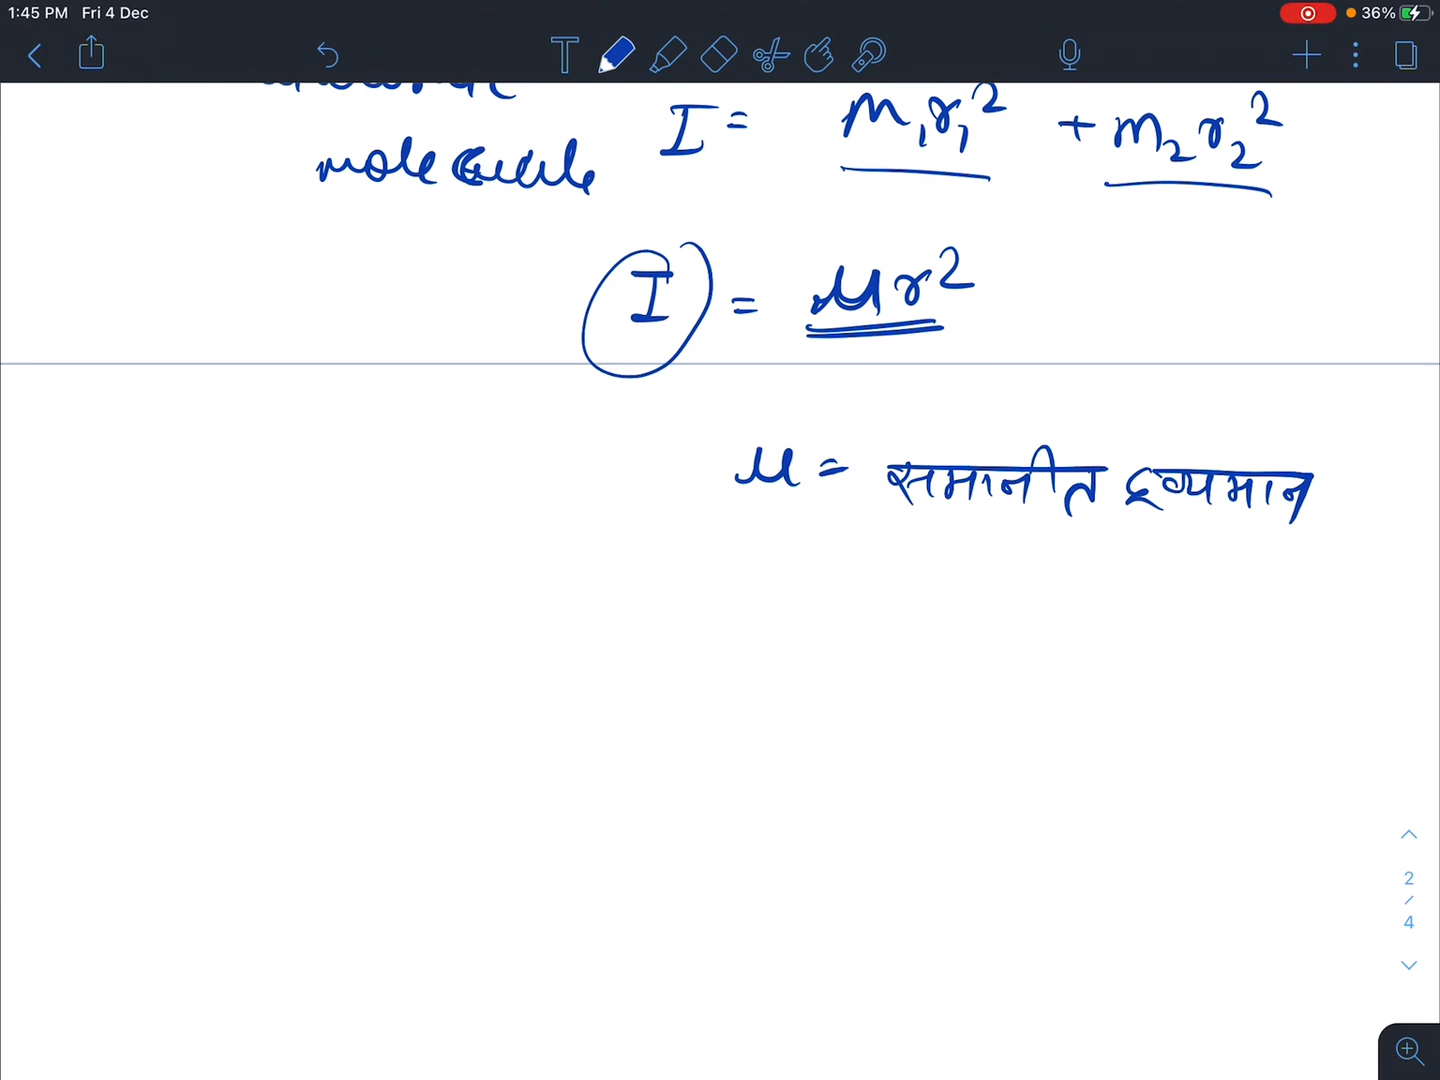 1:45 PM Fri 4 Dec
36%
molecule
I = m₁r₁² + m₂r₂²
I = μr²
μ = समानीत द्रव्यमान
2
/
4